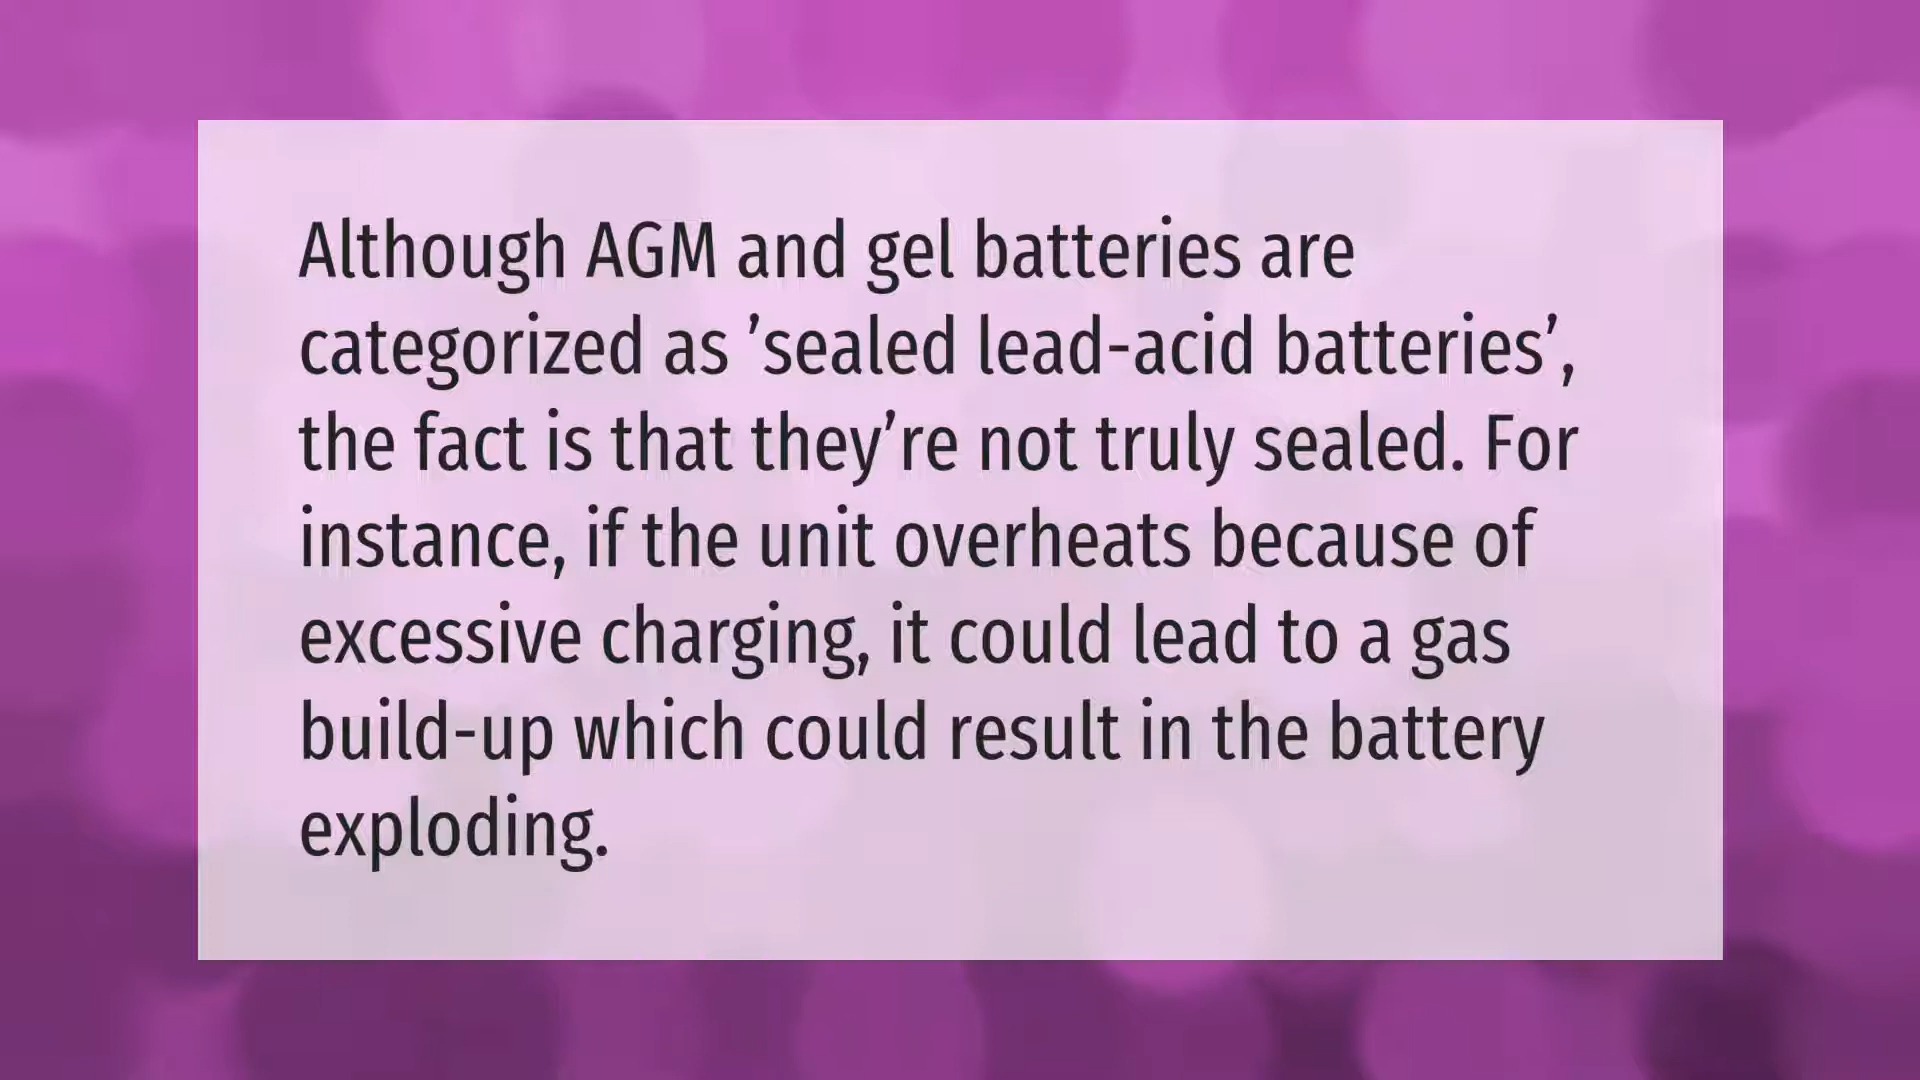 Although AGM and gel batteries are
categorized as ’sealed lead-acid batteries’,
the fact is that they’re not truly sealed. For
instance, if the unit overheats because of
excessive charging, it could lead to a gas
build-up which could result in the battery
exploding.